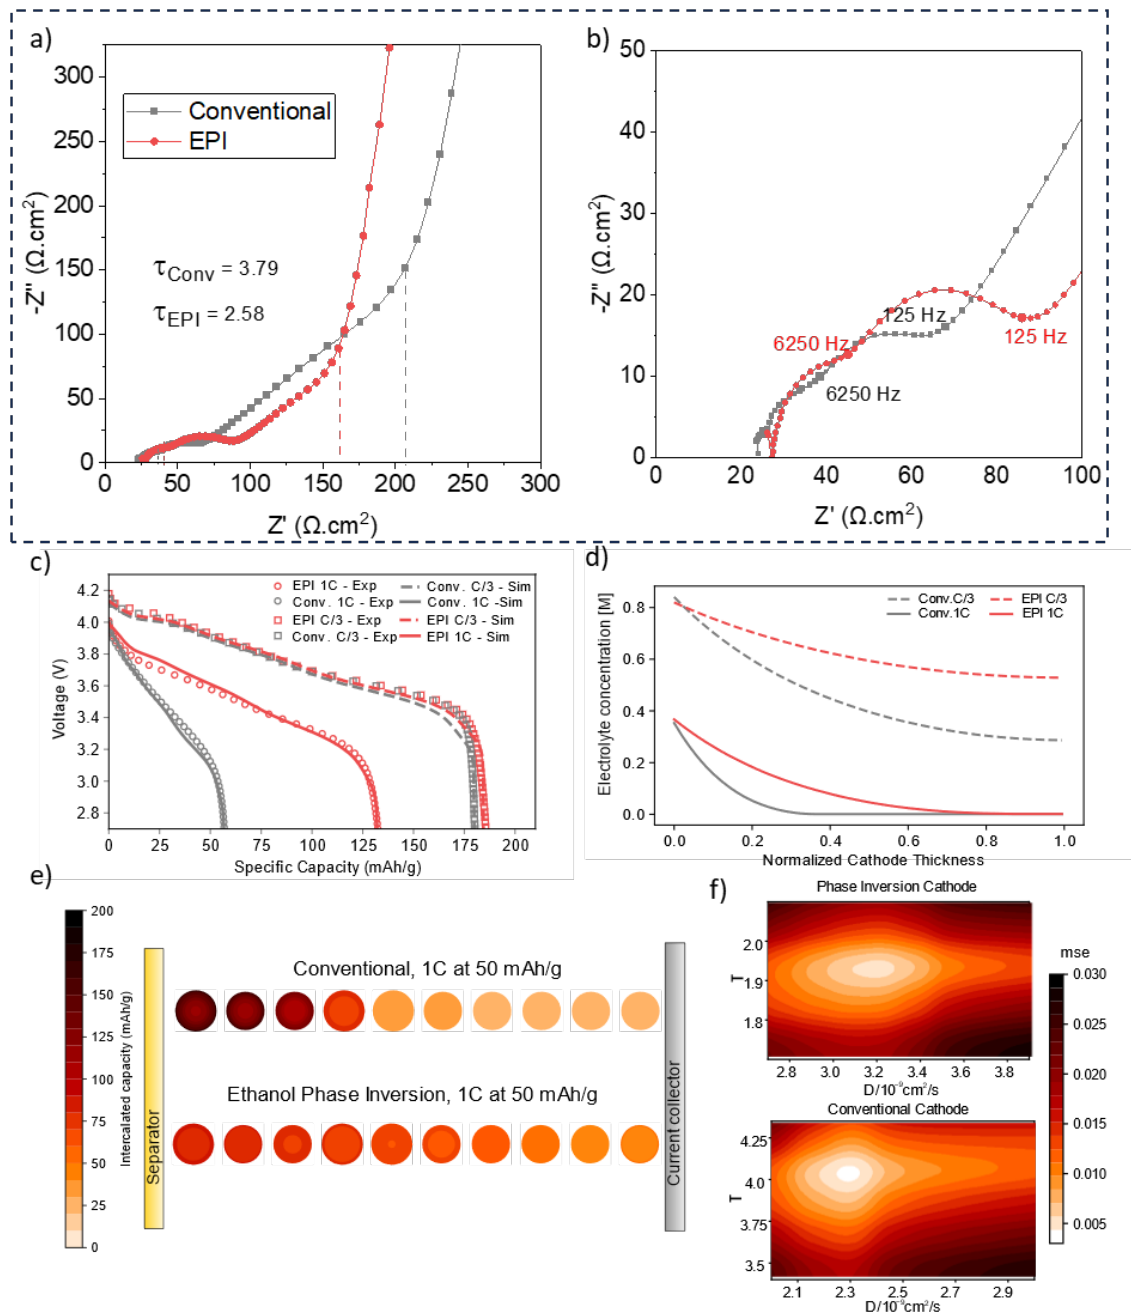 a)
300
250
200
150
100
50
0
-Z'' (Ω.cm²)
Conventional
EPI
τConv = 3.79
τEPI = 2.58
0 50 100 150 200 250 300
Z' (Ω.cm²)
b)
50
40
30
20
10
0
-Z'' (Ω.cm²)
125 Hz
6250 Hz
125 Hz
6250 Hz
0 20 40 60 80 100
Z' (Ω.cm²)
c)
4.2
4.0
3.8
3.6
3.4
3.2
3.0
2.8
Voltage (V)
EPI 1C - Exp
Conv. 1C - Exp
EPI C/3 - Exp
Conv. C/3 - Exp
Conv. C/3 - Sim
Conv. 1C -Sim
EPI C/3 - Sim
EPI 1C - Sim
0 25 50 75 100 125 150 175 200
Specific Capacity (mAh/g)
d)
0.8
0.6
0.4
0.2
0.0
Electrolyte concentration [M]
Conv.C/3
Conv.1C
EPI C/3
EPI 1C
0.0 0.2 0.4 0.6 0.8 1.0
Normalized Cathode Thickness
e)
200
175
150
125
100
75
50
25
0
Intercalated capacity (mAh/g)
Separator
Conventional, 1C at 50 mAh/g
Ethanol Phase Inversion, 1C at 50 mAh/g
Current collector
f)
Phase Inversion Cathode
2.0
1.9
1.8
T
2.8 3.0 3.2 3.4 3.6 3.8
D/10⁻⁹cm²/s
Conventional Cathode
4.25
4.0
3.75
3.5
T
2.1 2.3 2.5 2.7 2.9
D/10⁻⁹cm²/s
mse
0.030
0.025
0.020
0.015
0.010
0.005